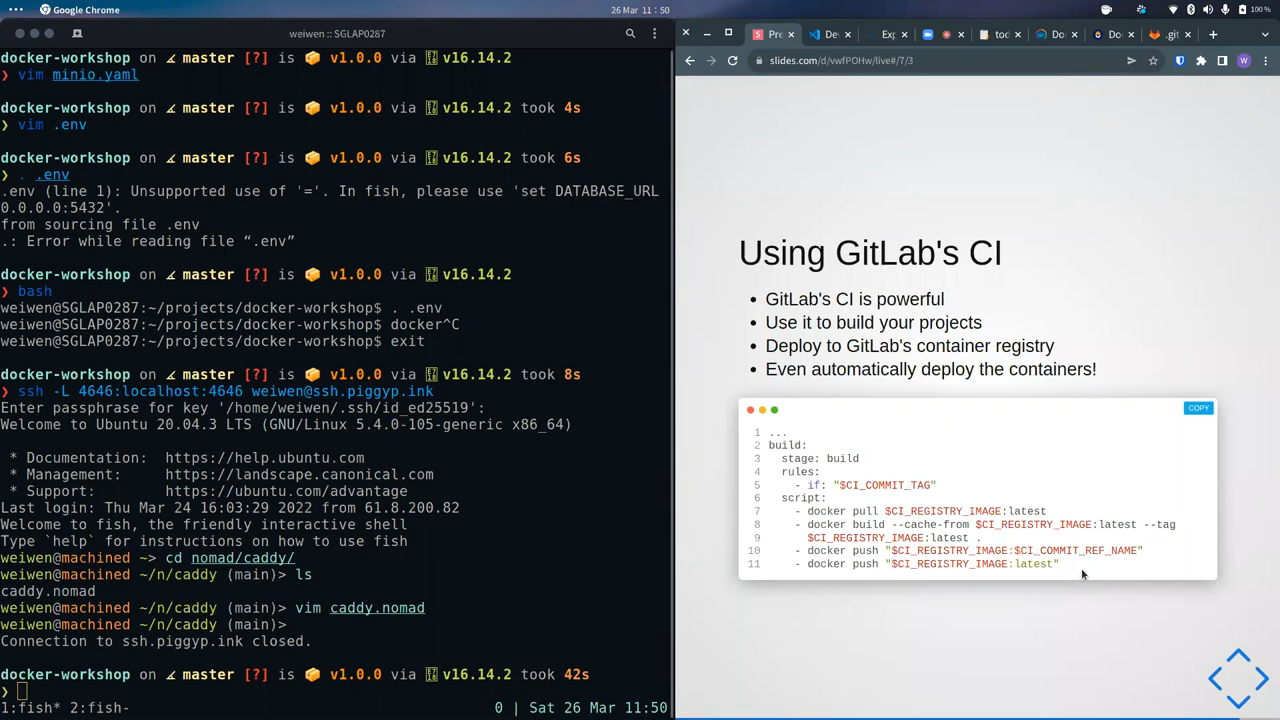 Google Chrome
26 Mar 11:50
100 %
weiwen :: SGLAP0287
docker-workshop on master [?] is v1.0.0 via v16.14.2
❯ vim minio.yaml
docker-workshop on master [?] is v1.0.0 via v16.14.2 took 4s
❯ vim .env
docker-workshop on master [?] is v1.0.0 via v16.14.2 took 6s
❯ . .env
.env (line 1): Unsupported use of '='. In fish, please use 'set DATABASE_URL
0.0.0.0:5432'.
from sourcing file .env
.: Error while reading file “.env”
docker-workshop on master [?] is v1.0.0 via v16.14.2
❯ bash
weiwen@SGLAP0287:~/projects/docker-workshop$ . .env
weiwen@SGLAP0287:~/projects/docker-workshop$ docker^C
weiwen@SGLAP0287:~/projects/docker-workshop$ exit
docker-workshop on master [?] is v1.0.0 via v16.14.2 took 8s
❯ ssh -L 4646:localhost:4646 weiwen@ssh.piggyp.ink
Enter passphrase for key '/home/weiwen/.ssh/id_ed25519':
Welcome to Ubuntu 20.04.3 LTS (GNU/Linux 5.4.0-105-generic x86_64)
* Documentation: https://help.ubuntu.com
* Management: https://landscape.canonical.com
* Support: https://ubuntu.com/advantage
Last login: Thu Mar 24 16:03:29 2022 from 61.8.200.82
Welcome to fish, the friendly interactive shell
Type `help` for instructions on how to use fish
weiwen@machined ~> cd nomad/caddy/
weiwen@machined ~/n/caddy (main)> ls
caddy.nomad
weiwen@machined ~/n/caddy (main)> vim caddy.nomad
weiwen@machined ~/n/caddy (main)>
Connection to ssh.piggyp.ink closed.
docker-workshop on master [?] is v1.0.0 via v16.14.2 took 42s
❯
1:fish* 2:fish-
0 | Sat 26 Mar 11:50
Pre
Dev
Exp
too
Doc
Do
.git
slides.com/d/vwfPOHw/live#/7/3
W
Using GitLab's CI
• GitLab's CI is powerful
• Use it to build your projects
• Deploy to GitLab's container registry
• Even automatically deploy the containers!
COPY
1 ...
2 build:
3 stage: build
4 rules:
5 - if: "$CI_COMMIT_TAG"
6 script:
7 - docker pull $CI_REGISTRY_IMAGE:latest
8 - docker build --cache-from $CI_REGISTRY_IMAGE:latest --tag
9 $CI_REGISTRY_IMAGE:latest .
10 - docker push "$CI_REGISTRY_IMAGE:$CI_COMMIT_REF_NAME"
11 - docker push "$CI_REGISTRY_IMAGE:latest"